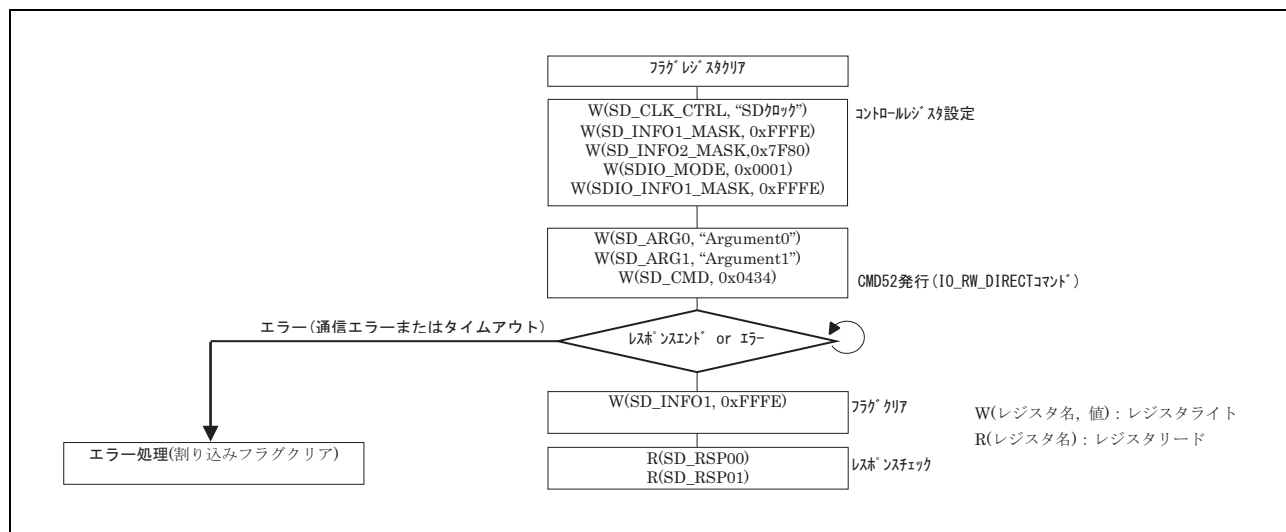 ﾌﾗｸﾞﾚｼﾞｽﾀｸﾘｱ
W(SD_CLK_CTRL, “SDｸﾛｯｸ”)
W(SD_INFO1_MASK, 0xFFFE)
W(SD_INFO2_MASK,0x7F80)
W(SDIO_MODE, 0x0001)
W(SDIO_INFO1_MASK, 0xFFFE)
ｺﾝﾄﾛｰﾙﾚｼﾞｽﾀ設定
W(SD_ARG0, “Argument0”)
W(SD_ARG1, “Argument1”)
W(SD_CMD, 0x0434)
CMD52発行(IO_RW_DIRECTｺﾏﾝﾄﾞ)
エラー(通信エラーまたはタイムアウト)
ﾚｽﾎﾟﾝｽｴﾝﾄﾞ or ｴﾗｰ
W(SD_INFO1, 0xFFFE)
ﾌﾗｸﾞｸﾘｱ
W(レジスタ名, 値) : レジスタライト
R(レジスタ名) : レジスタリード
エラー処理(割り込みフラグクリア)
R(SD_RSP00)
R(SD_RSP01)
ﾚｽﾎﾟﾝｽﾁｪｯｸ